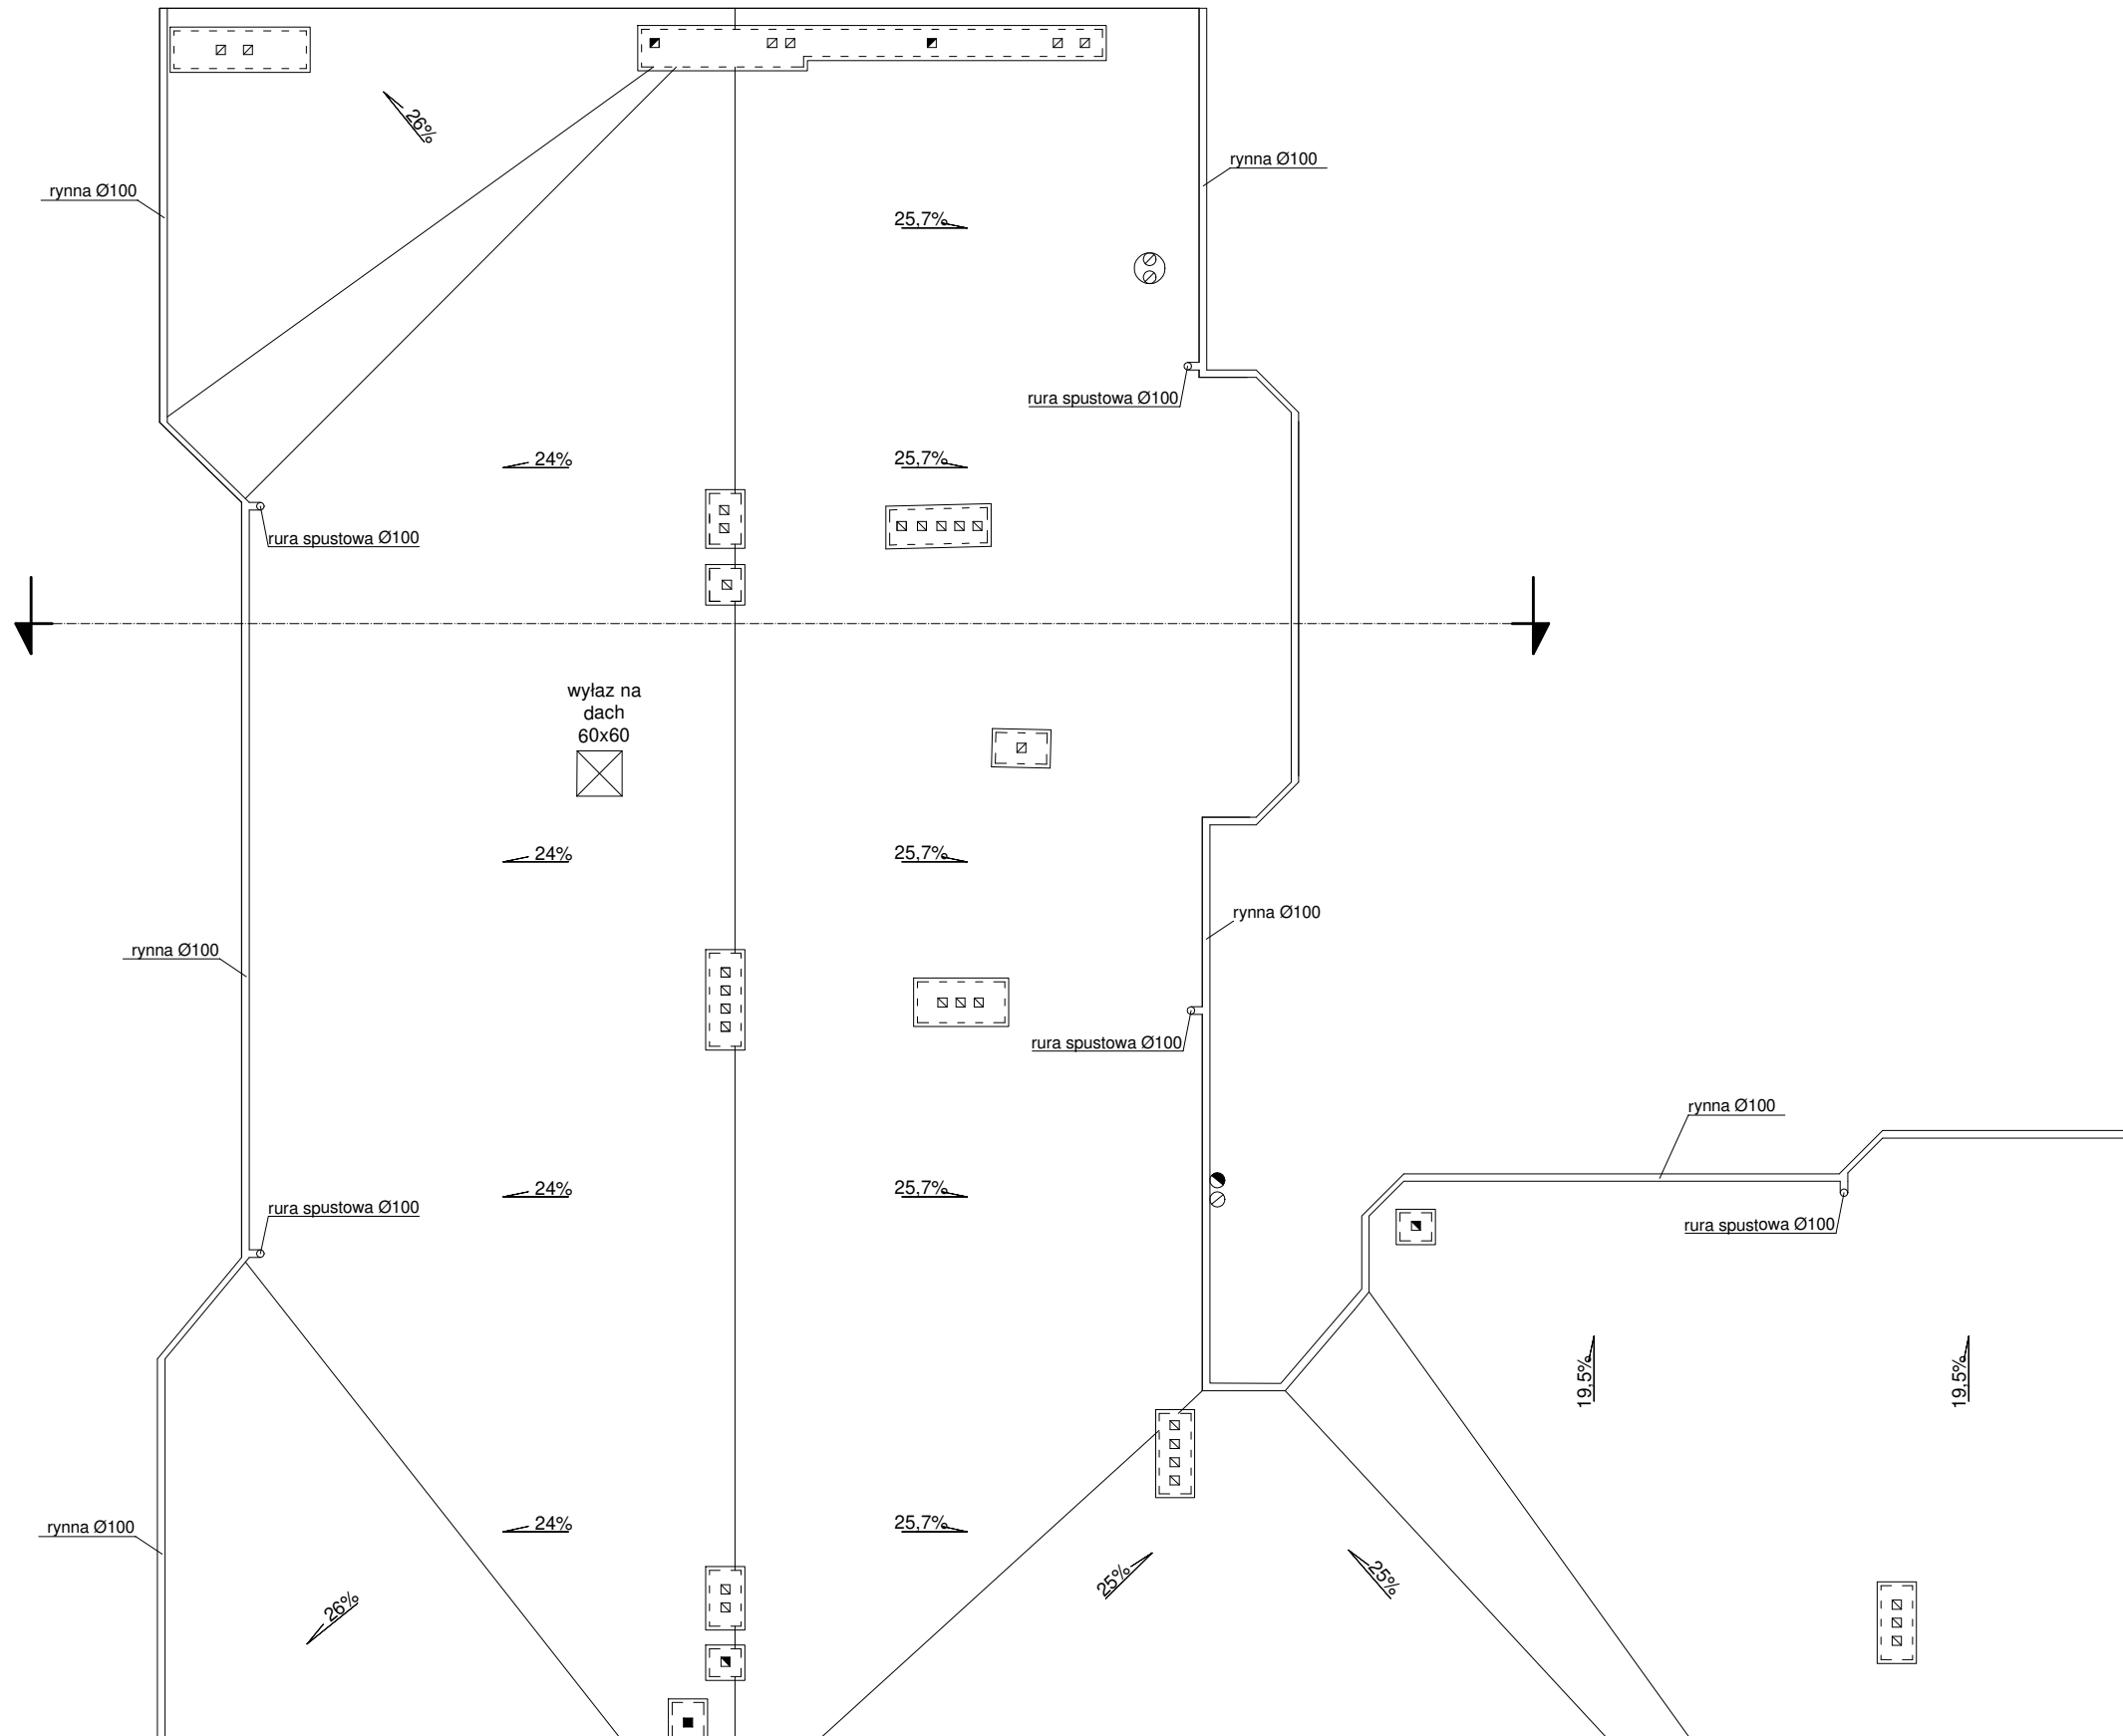 26%
rynna Ø100
rynna Ø100
25,7%
rura spustowa Ø100
24%
25,7%
rura spustowa Ø100
wyłaz na
dach
60x60
24%
25,7%
rynna Ø100
rynna Ø100
rura spustowa Ø100
rynna Ø100
24%
25,7%
rura spustowa Ø100
rura spustowa Ø100
19,5%
19,5%
rynna Ø100
24%
25,7%
26%
25%
25%